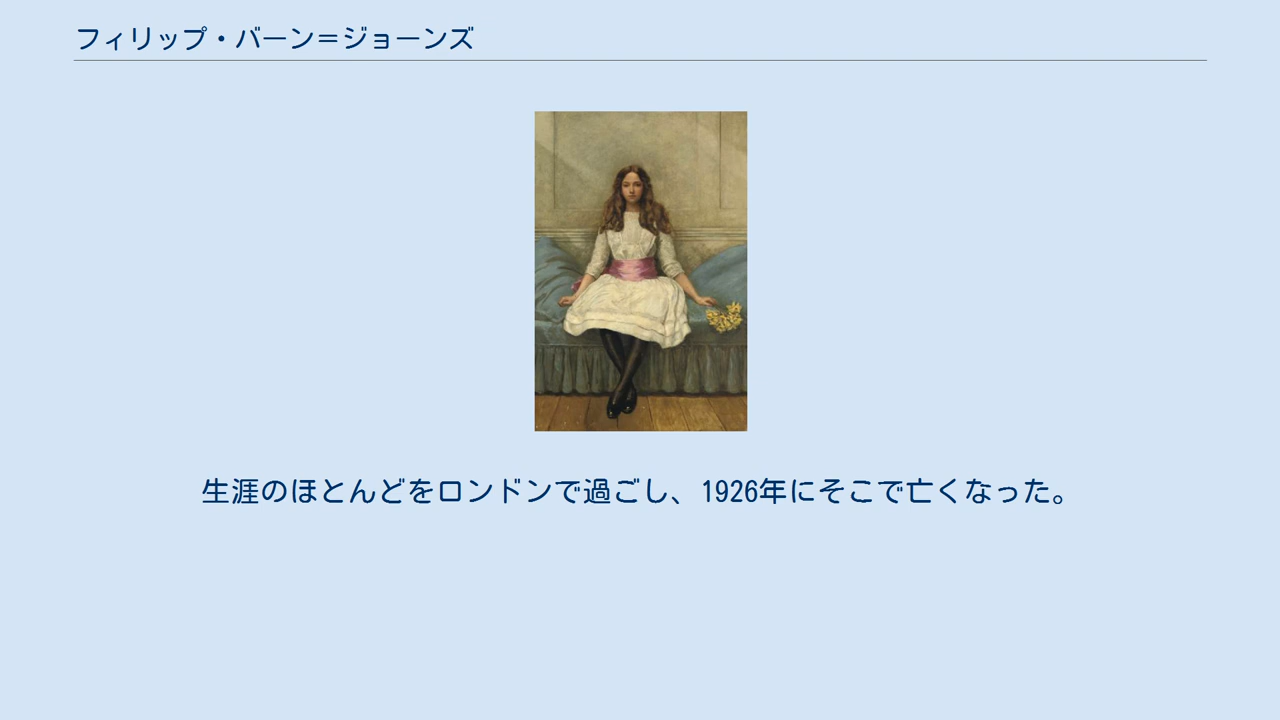 フィリップ・バーン＝ジョーンズ
生涯のほとんどをロンドンで過ごし、1926年にそこで亡くなった。